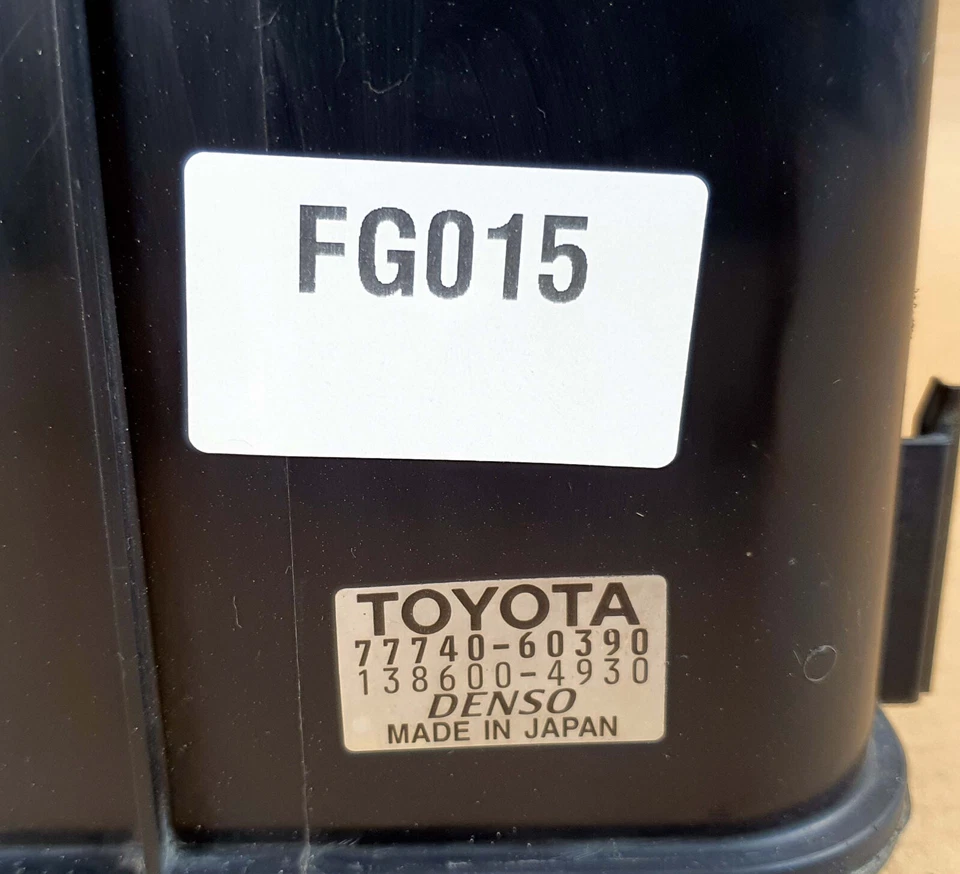 FG015
TOYOTA
77740-60390
138600-4930
DENSO
MADE IN JAPAN